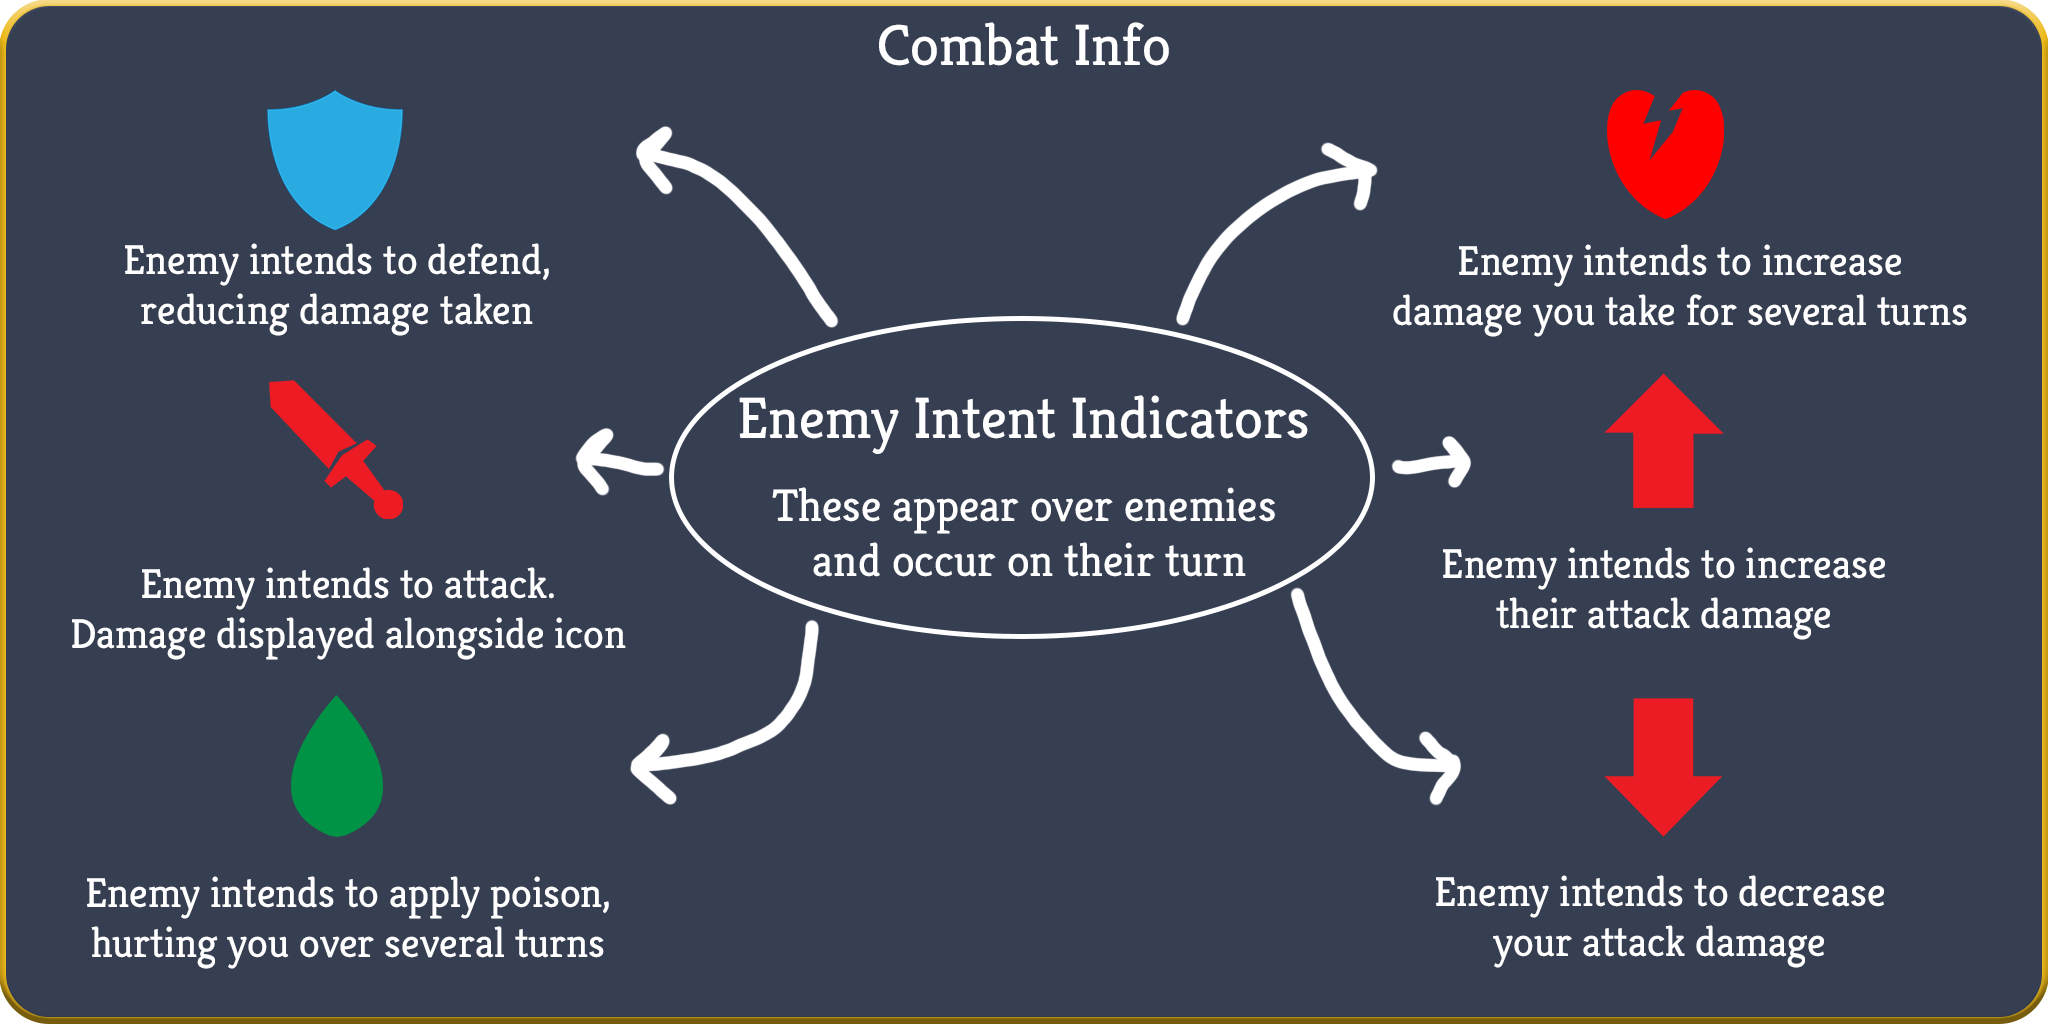 Combat Info
Enemy intends to defend,
reducing damage taken
Enemy intends to attack.
Damage displayed alongside icon
Enemy intends to apply poison,
hurting you over several turns
Enemy Intent Indicators
These appear over enemies
and occur on their turn
Enemy intends to increase
damage you take for several turns
Enemy intends to increase
their attack damage
Enemy intends to decrease
your attack damage